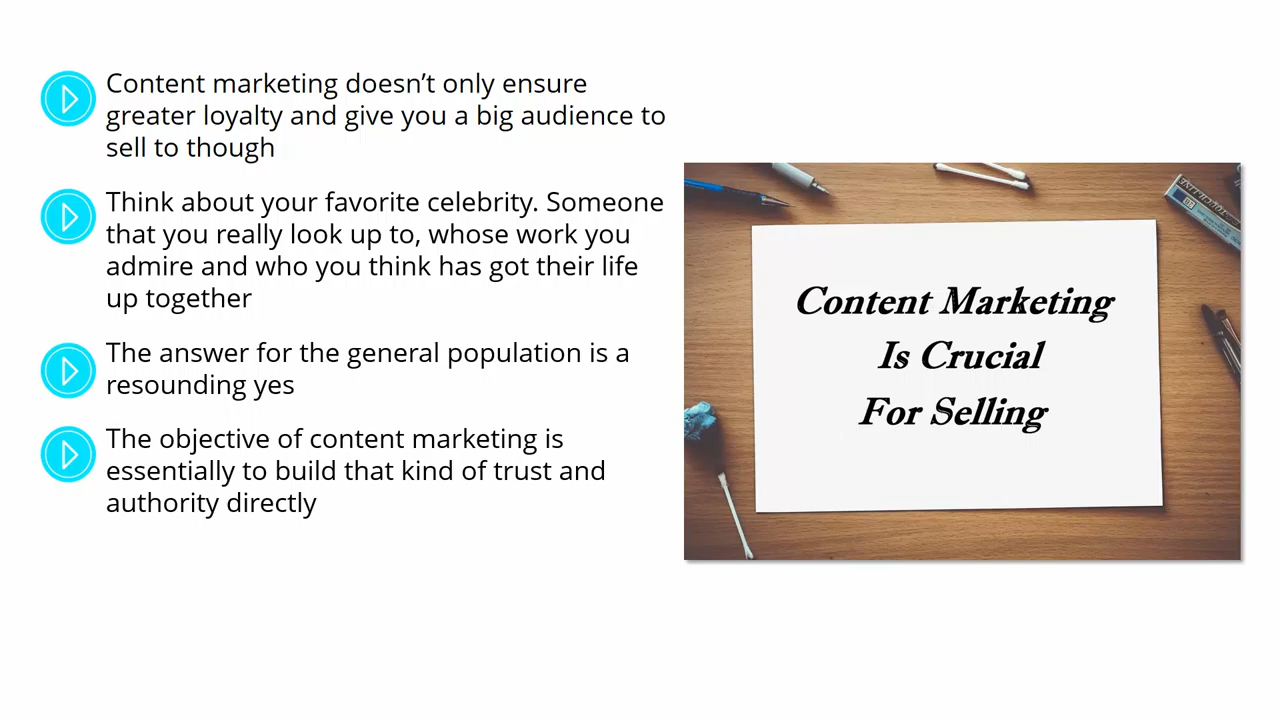 Content marketing doesn’t only ensure
greater loyalty and give you a big audience to
sell to though
Think about your favorite celebrity. Someone
that you really look up to, whose work you
admire and who you think has got their life
up together
The answer for the general population is a
resounding yes
The objective of content marketing is
essentially to build that kind of trust and
authority directly
Content Marketing
Is Crucial
For Selling